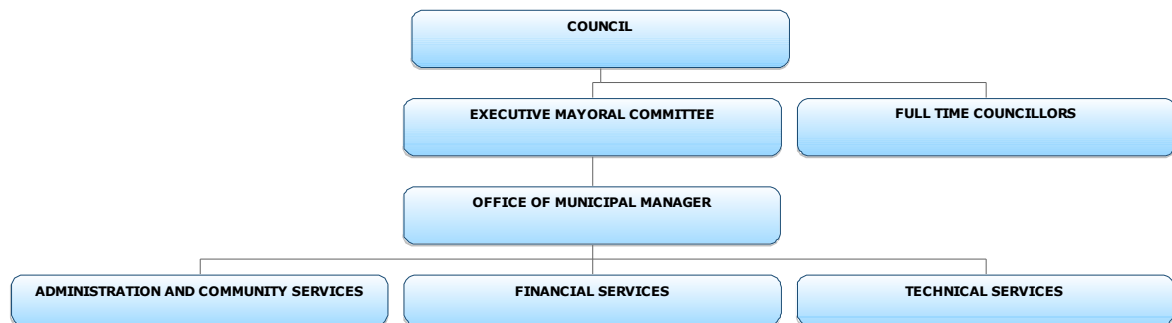 COUNCIL
EXECUTIVE MAYORAL COMMITTEE
FULL TIME COUNCILLORS
OFFICE OF MUNICIPAL MANAGER
ADMINISTRATION AND COMMUNITY SERVICES
FINANCIAL SERVICES
TECHNICAL SERVICES